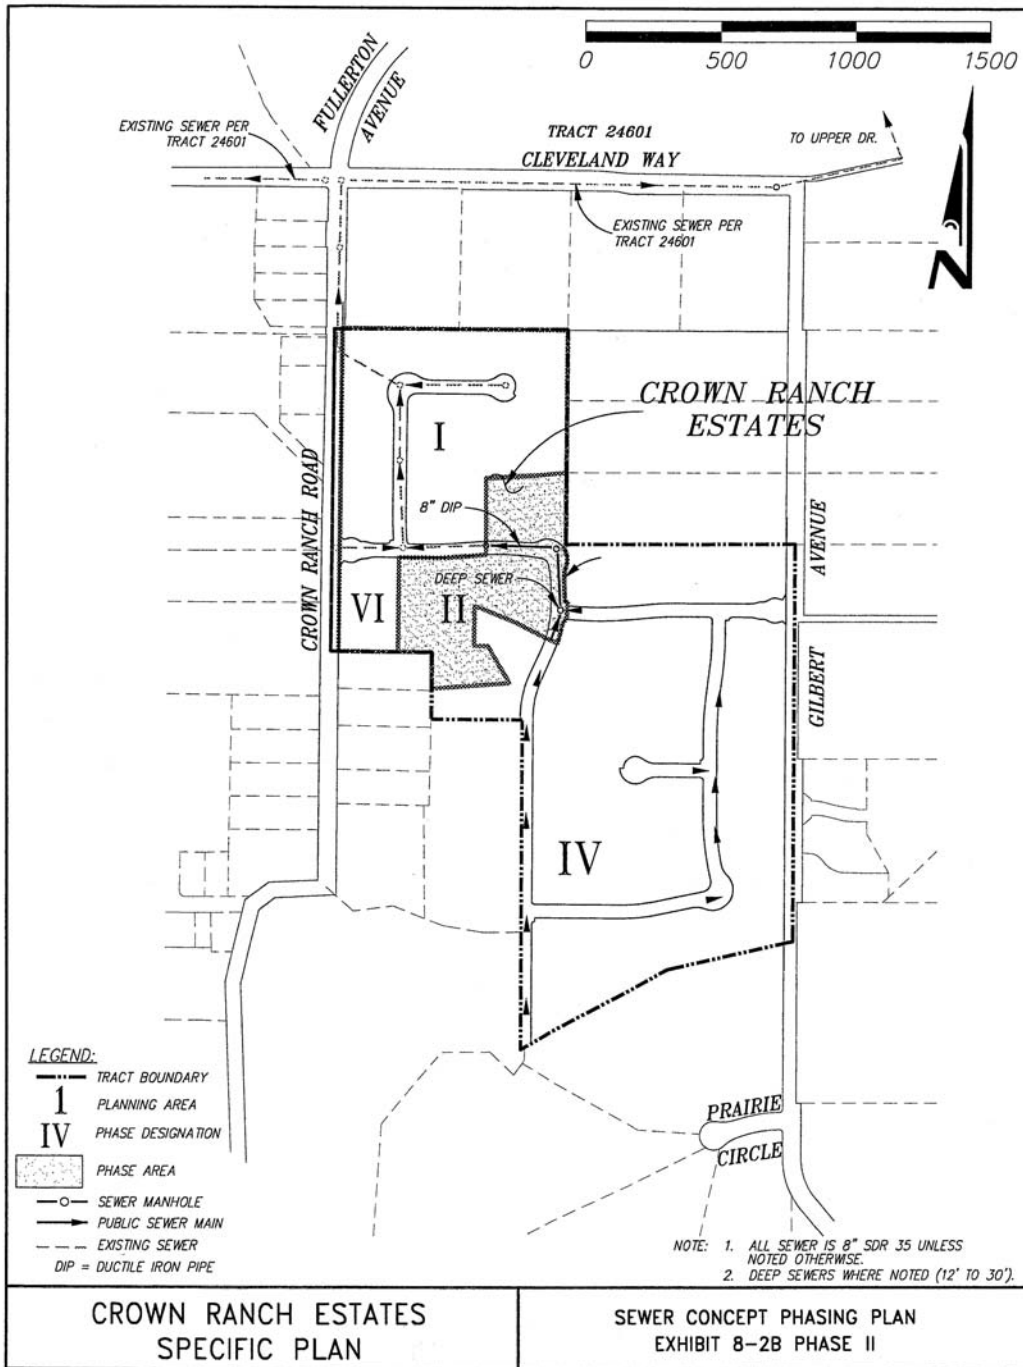 0 500 1000 1500
FULLERTON
AVENUE
EXISTING SEWER PER
TRACT 24601
TRACT 24601
CLEVELAND WAY
TO UPPER DR.
EXISTING SEWER PER
TRACT 24601
N
CROWN RANCH
ESTATES
I
8" DIP
CROWN RANCH ROAD
DEEP SEWER
VI
II
AVENUE
GILBERT
IV
PRAIRIE
CIRCLE
LEGEND:
TRACT BOUNDARY
1 PLANNING AREA
IV PHASE DESIGNATION
PHASE AREA
SEWER MANHOLE
PUBLIC SEWER MAIN
EXISTING SEWER
DIP = DUCTILE IRON PIPE
NOTE: 1. ALL SEWER IS 8" SDR 35 UNLESS
NOTED OTHERWISE.
2. DEEP SEWERS WHERE NOTED (12' TO 30').
CROWN RANCH ESTATES
SPECIFIC PLAN
SEWER CONCEPT PHASING PLAN
EXHIBIT 8-2B PHASE II